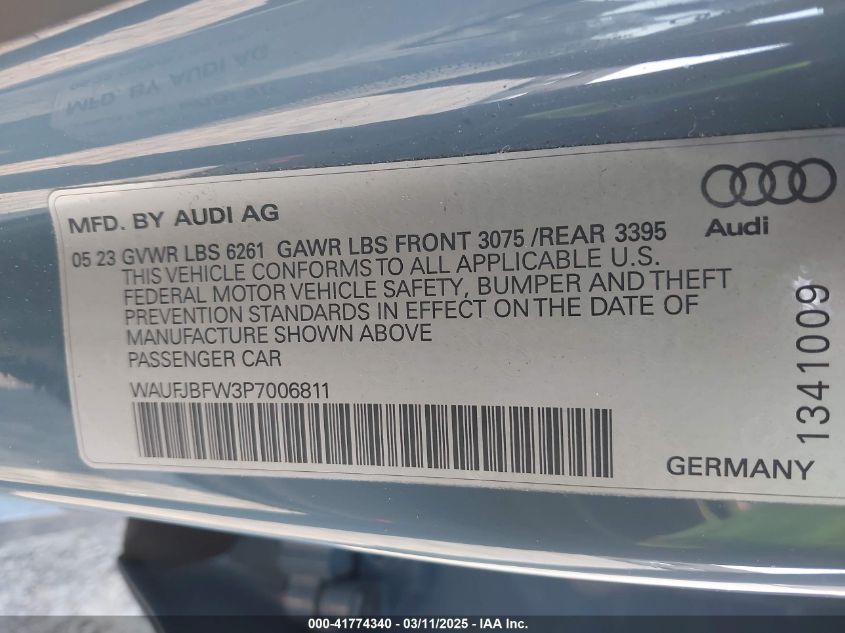 MFD. BY AUDI AG
Audi
05 23 GVWR LBS 6261 GAWR LBS FRONT 3075 /REAR 3395
THIS VEHICLE CONFORMS TO ALL APPLICABLE U.S.
FEDERAL MOTOR VEHICLE SAFETY, BUMPER AND THEFT
PREVENTION STANDARDS IN EFFECT ON THE DATE OF
MANUFACTURE SHOWN ABOVE
PASSENGER CAR
WAUFJBFW3P7006811
1341009
GERMANY
000-41774340 - 03/11/2025 - IAA Inc.